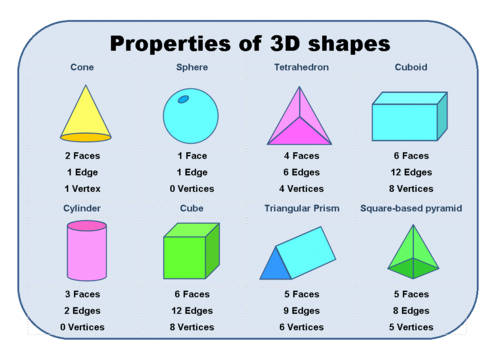 Properties of 3D shapes
Cone Sphere Tetrahedron Cuboid
2 Faces 1 Face 4 Faces 6 Faces
1 Edge 1 Edge 6 Edges 12 Edges
1 Vertex 0 Vertices 4 Vertices 8 Vertices
Cylinder Cube Triangular Prism Square-based pyramid
3 Faces 6 Faces 5 Faces 5 Faces
2 Edges 12 Edges 9 Edges 8 Edges
0 Vertices 8 Vertices 6 Vertices 5 Vertices